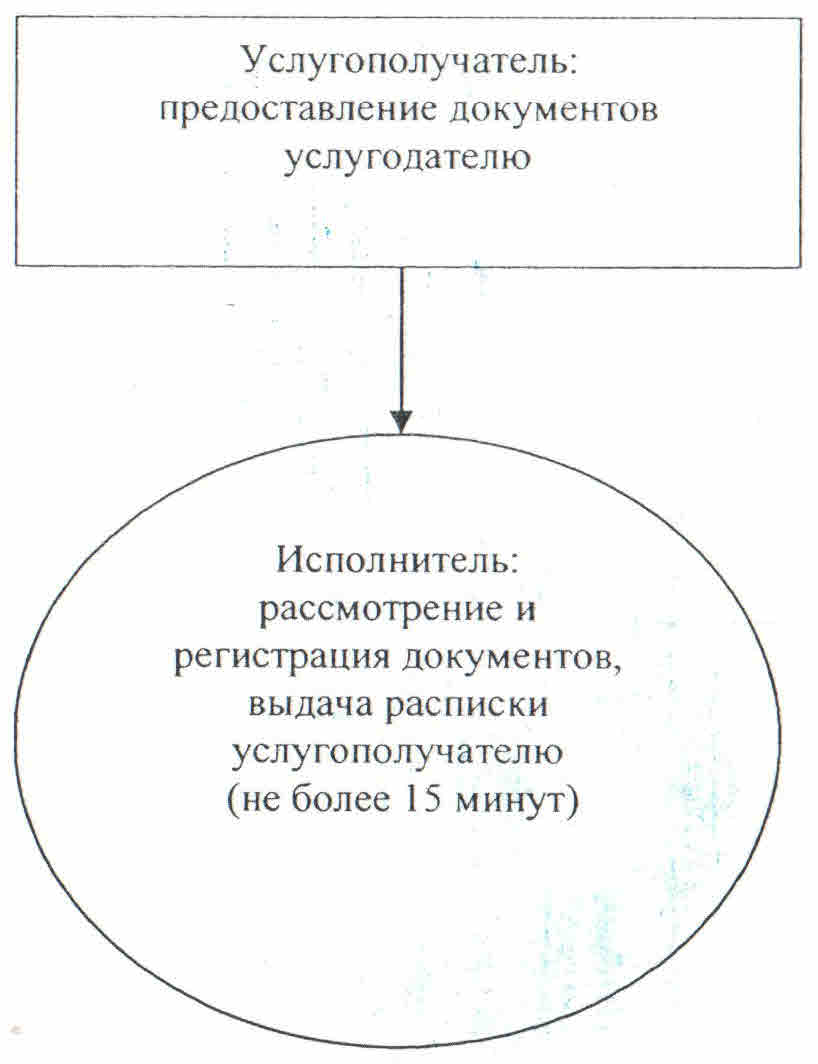 Услугополучатель:
предоставление документов
услугодателю
Исполнитель:
рассмотрение и
регистрация документов,
выдача расписки
услугополучателю
(не более 15 минут)